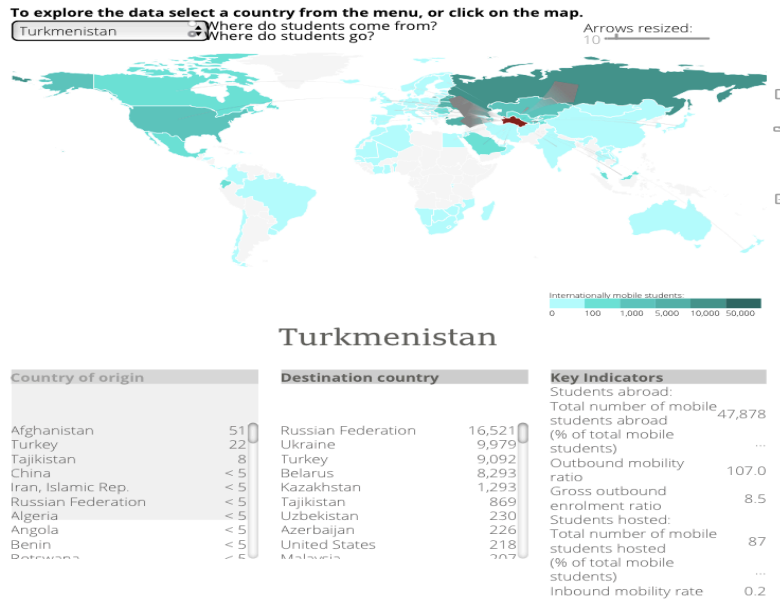 To explore the data select a country from the menu, or click on the map.
Turkmenistan
Where do students come from?
Where do students go?
Arrows resized:
10
Internationally mobile students:
0 100 1,000 5,000 10,000 50,000
Turkmenistan
Country of origin
Afghanistan 51
Turkey 22
Tajikistan 8
China < 5
Iran, Islamic Rep. < 5
Russian Federation < 5
Algeria < 5
Angola < 5
Benin < 5
Botswana < 5
Destination country
Russian Federation 16,521
Ukraine 9,979
Turkey 9,092
Belarus 8,293
Kazakhstan 1,293
Tajikistan 869
Uzbekistan 230
Azerbaijan 226
United States 218
Malaysia 207
Key Indicators
Students abroad:
Total number of mobile
students abroad 47,878
(% of total mobile
students) ...
Outbound mobility
ratio 107.0
Gross outbound
enrolment ratio 8.5
Students hosted:
Total number of mobile
students hosted 87
(% of total mobile
students) ...
Inbound mobility rate 0.2